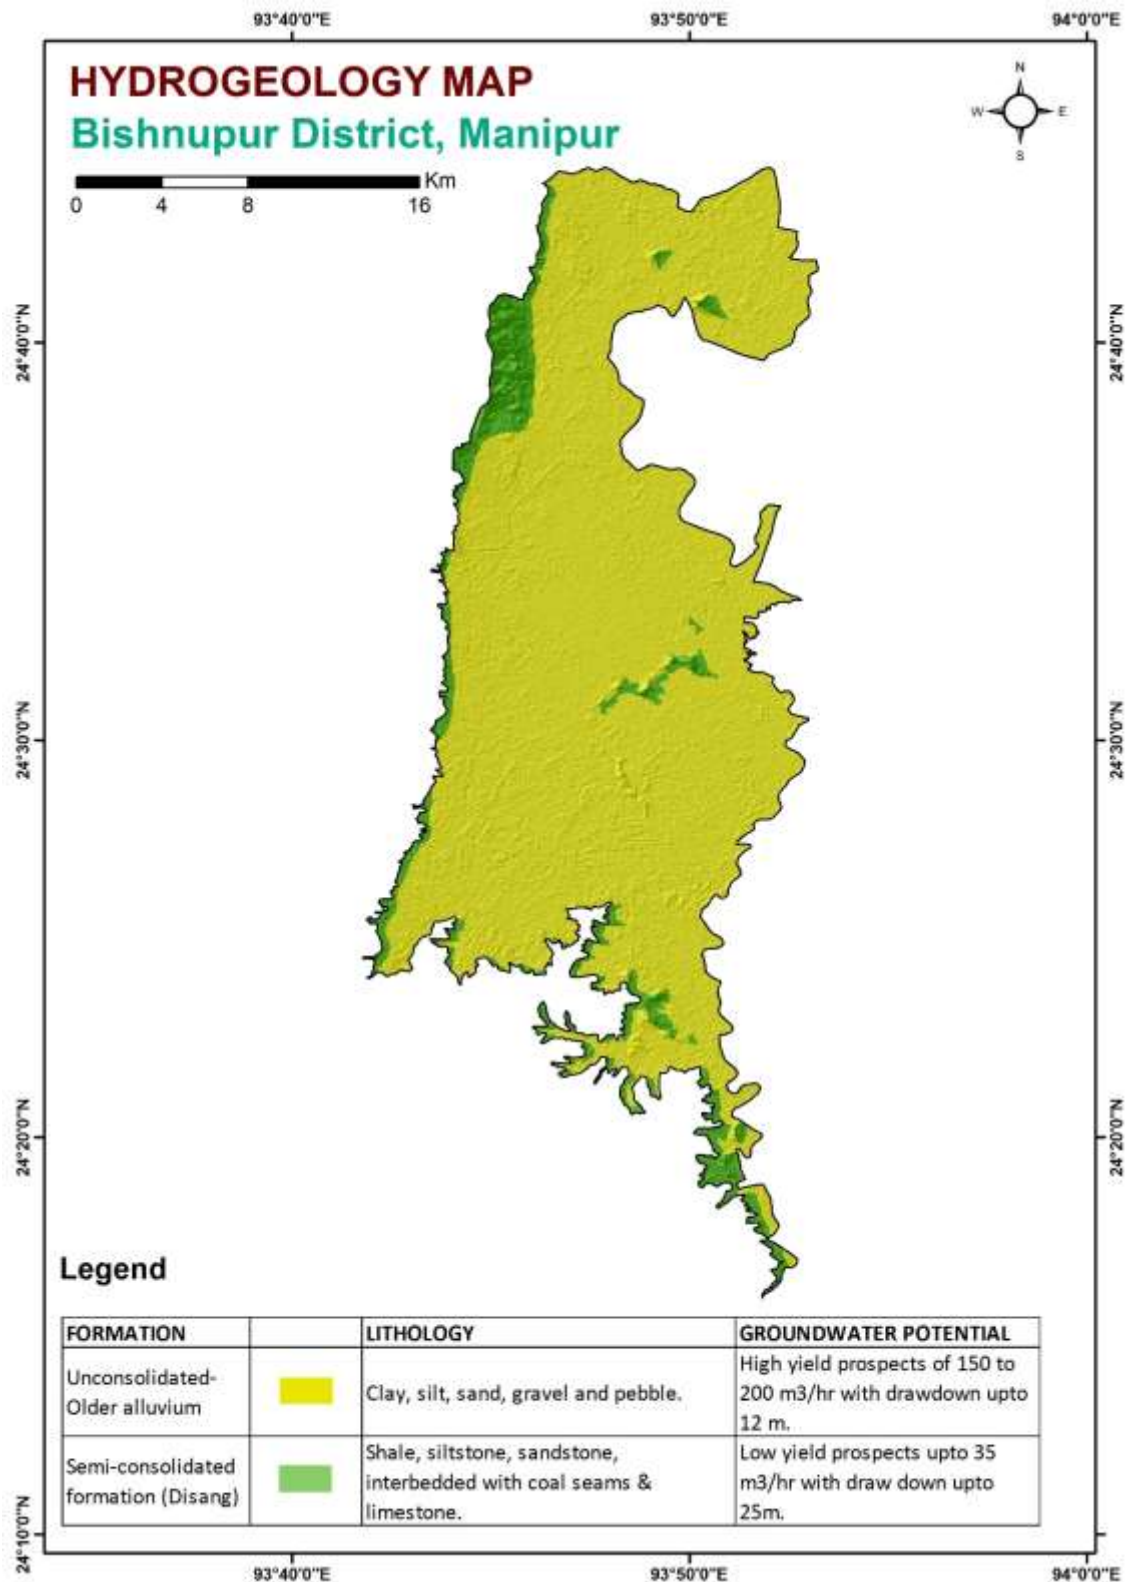 93°40'0"E 93°50'0"E 94°0'0"E
HYDROGEOLOGY MAP
Bishnupur District, Manipur
N
W E
S
Km
0 4 8 16
24°40'0"N 24°40'0"N
24°30'0"N 24°30'0"N
24°20'0"N 24°20'0"N
24°10'0"N
Legend
FORMATION LITHOLOGY GROUNDWATER POTENTIAL
Unconsolidated-
Older alluvium
Clay, silt, sand, gravel and pebble.
High yield prospects of 150 to
200 m3/hr with drawdown upto
12 m.
Semi-consolidated
formation (Disang)
Shale, siltstone, sandstone,
interbedded with coal seams &
limestone.
Low yield prospects upto 35
m3/hr with draw down upto
25m.
93°40'0"E 93°50'0"E 94°0'0"E